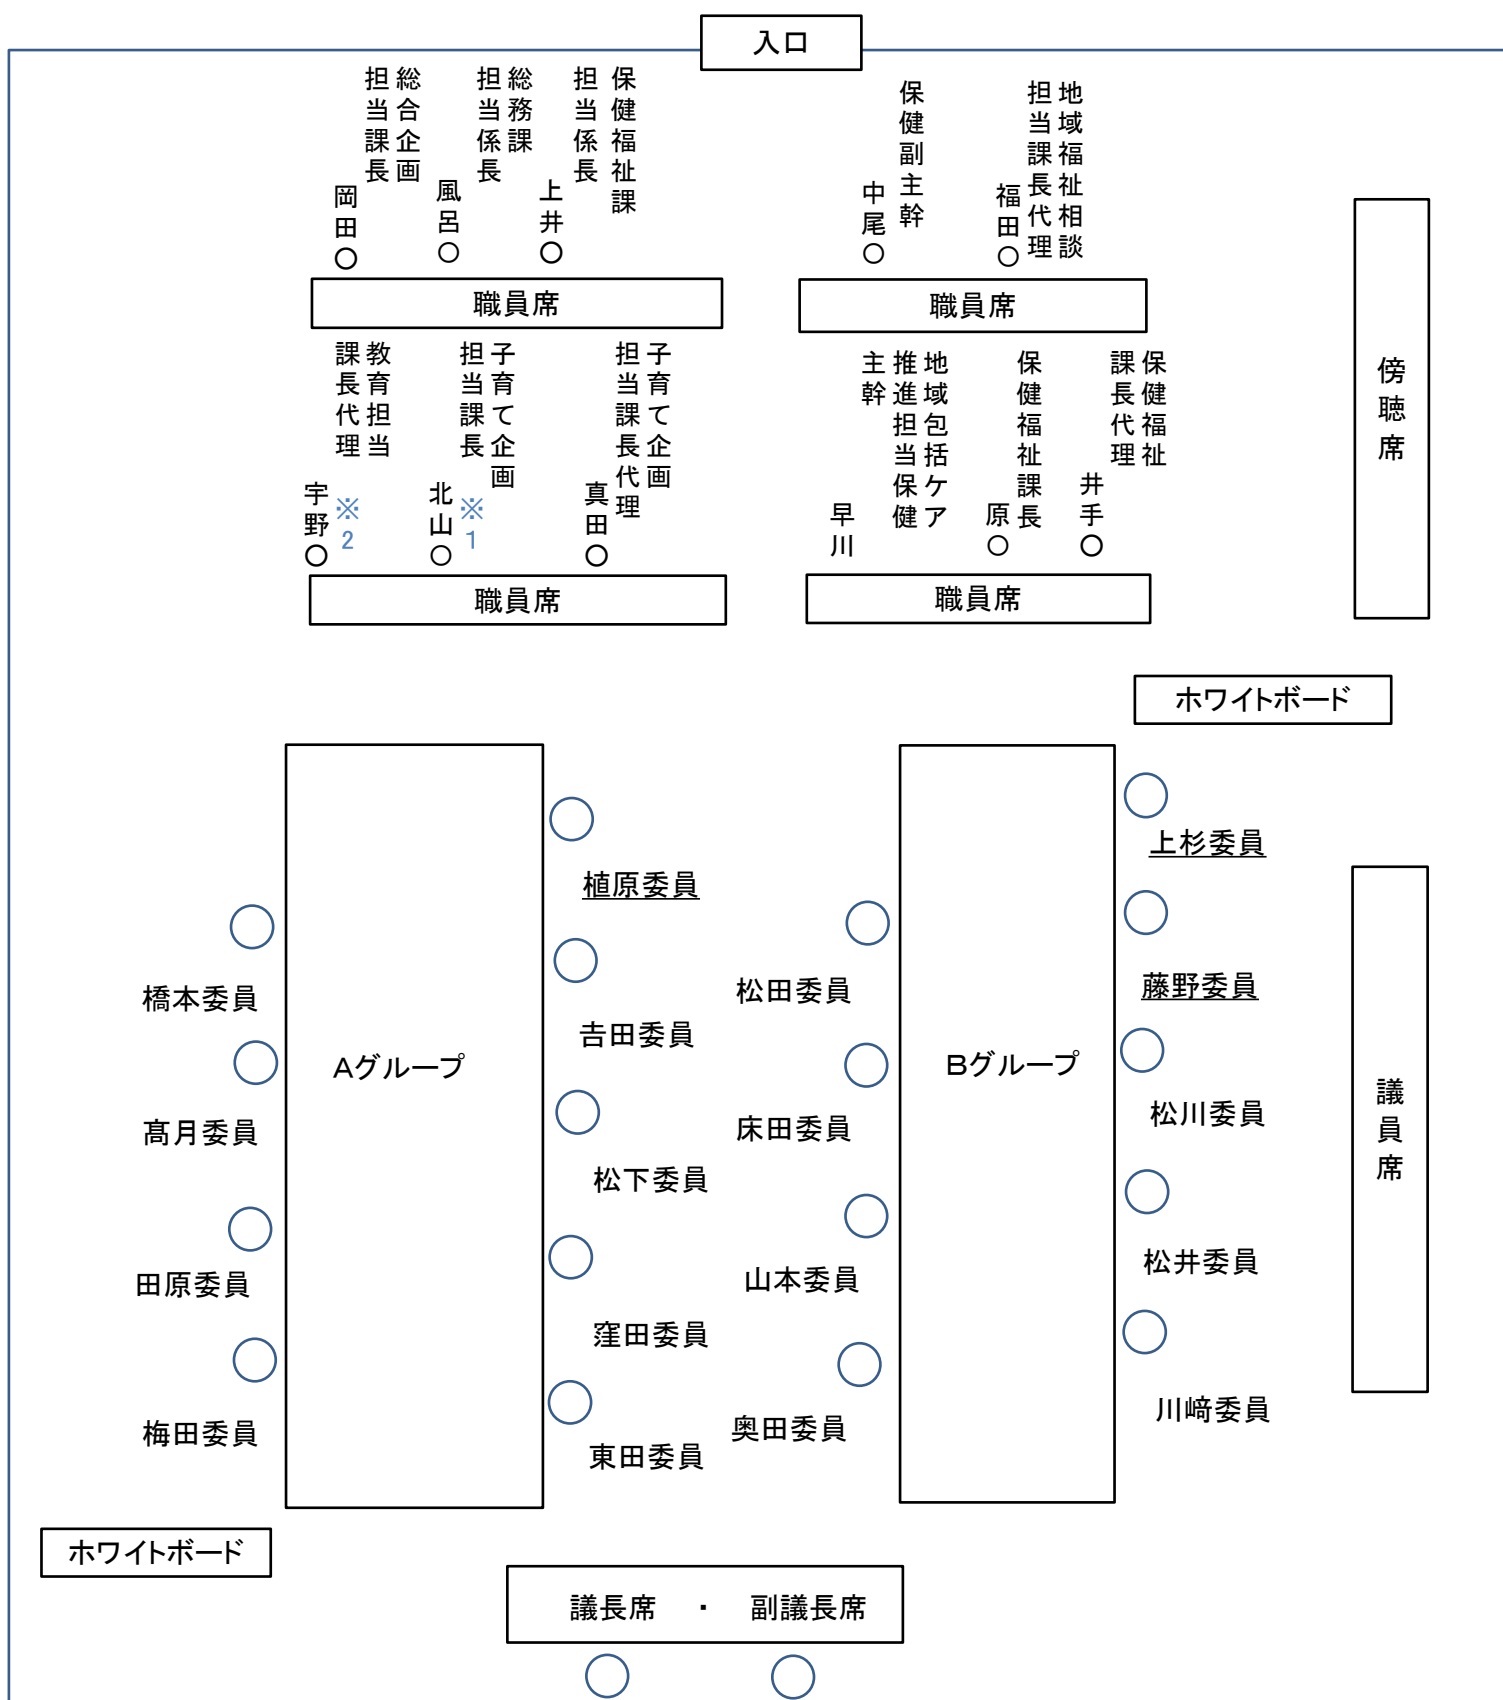 入口
総合企画
担当課長
岡田○
総務課
担当係長
風呂○
保健福祉課
担当係長
上井○
保健副主幹
中尾○
地域福祉相談
担当課長代理
福田○
職員席
職員席
教育担当
課長代理
宇野○
※2
子育て企画
担当課長
北山○
※1
子育て企画
担当課長代理
真田○
地域包括ケア
推進担当保健
主幹
早川
保健福祉課長
原○
保健福祉
課長代理
井手○
職員席
職員席
傍聴席
ホワイトボード
Aグループ
橋本委員
髙月委員
田原委員
梅田委員
植原委員
𠮷田委員
松下委員
窪田委員
東田委員
Bグループ
松田委員
床田委員
山本委員
奥田委員
上杉委員
藤野委員
松川委員
松井委員
川﨑委員
議員席
ホワイトボード
議長席 ・ 副議長席